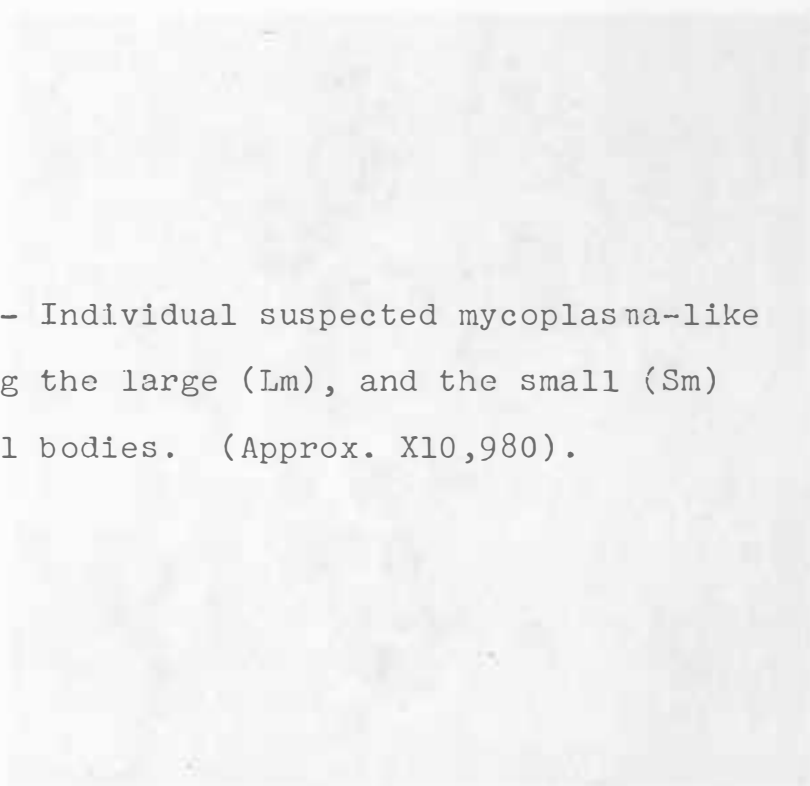 - Individual suspected mycoplasma-like
g the large (Lm), and the small (Sm)
l bodies. (Approx. X10,980).